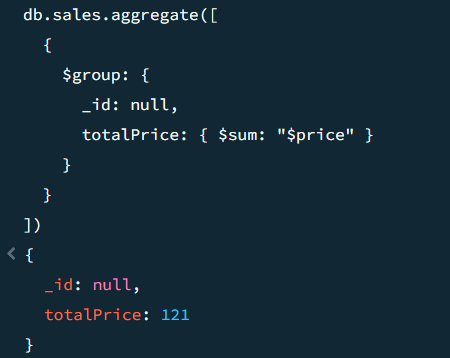 db.sales.aggregate([
{
$group: {
_id: null,
totalPrice: { $sum: "$price" }
}
}
])
{
_id: null,
totalPrice: 121
}